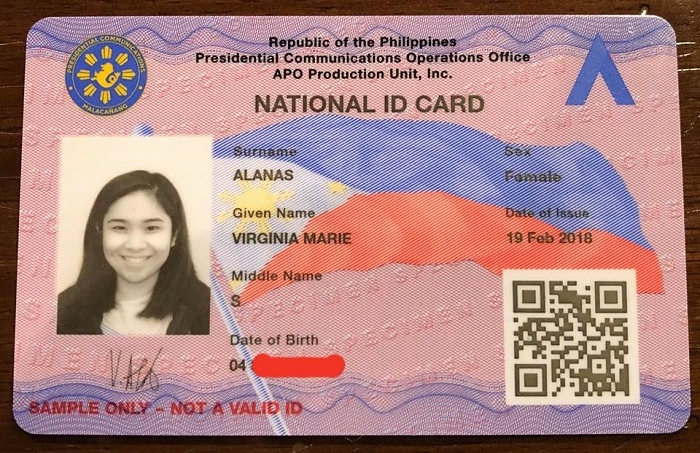 Republic of the Philippines
Presidential Communications Operations Office
APO Production Unit, Inc.
NATIONAL ID CARD
PRESIDENTIAL COMMUNICATIONS
MALACAÑANG
Surname
ALANAS
Sex
Female
Given Name
VIRGINIA MARIE
Date of Issue
19 Feb 2018
Middle Name
S
Date of Birth
04
SAMPLE ONLY - NOT A VALID ID
SPECIMEN SPECIMEN